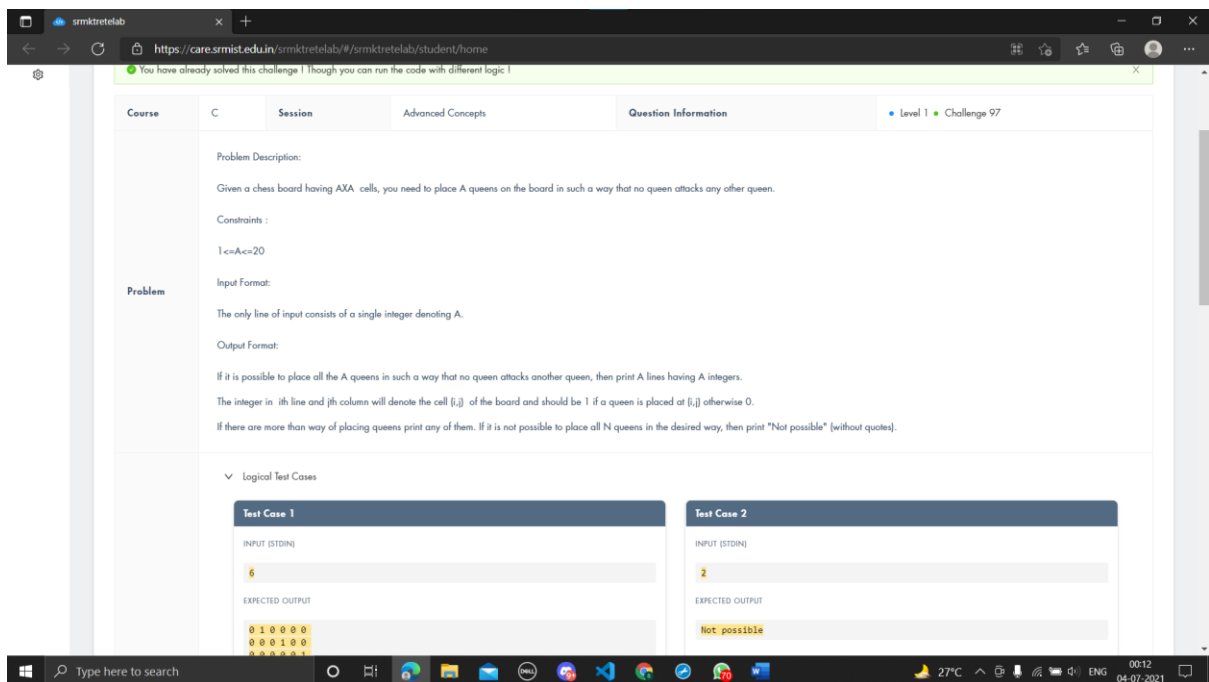 srmktretelab
https://care.srmist.edu.in/srmktretelab/#/srmktretelab/student/home
You have already solved this challenge ! Though you can run the code with different logic !
Course C Session Advanced Concepts Question Information Level 1 Challenge 97
Problem
Problem Description:
Given a chess board having AXA cells, you need to place A queens on the board in such a way that no queen attacks any other queen.
Constraints :
1<=A<=20
Input Format:
The only line of input consists of a single integer denoting A.
Output Format:
If it is possible to place all the A queens in such a way that no queen attacks another queen, then print A lines having A integers.
The integer in ith line and jth column will denote the cell (i,j) of the board and should be 1 if a queen is placed at (i,j) otherwise 0.
If there are more than way of placing queens print any of them. If it is not possible to place all N queens in the desired way, then print "Not possible" (without quotes).
Logical Test Cases
Test Case 1
INPUT (STDIN)
6
EXPECTED OUTPUT
0 1 0 0 0 0
0 0 0 1 0 0
0 0 0 0 0 1
Test Case 2
INPUT (STDIN)
2
EXPECTED OUTPUT
Not possible
Type here to search
27°C
ENG
00:12
04-07-2021